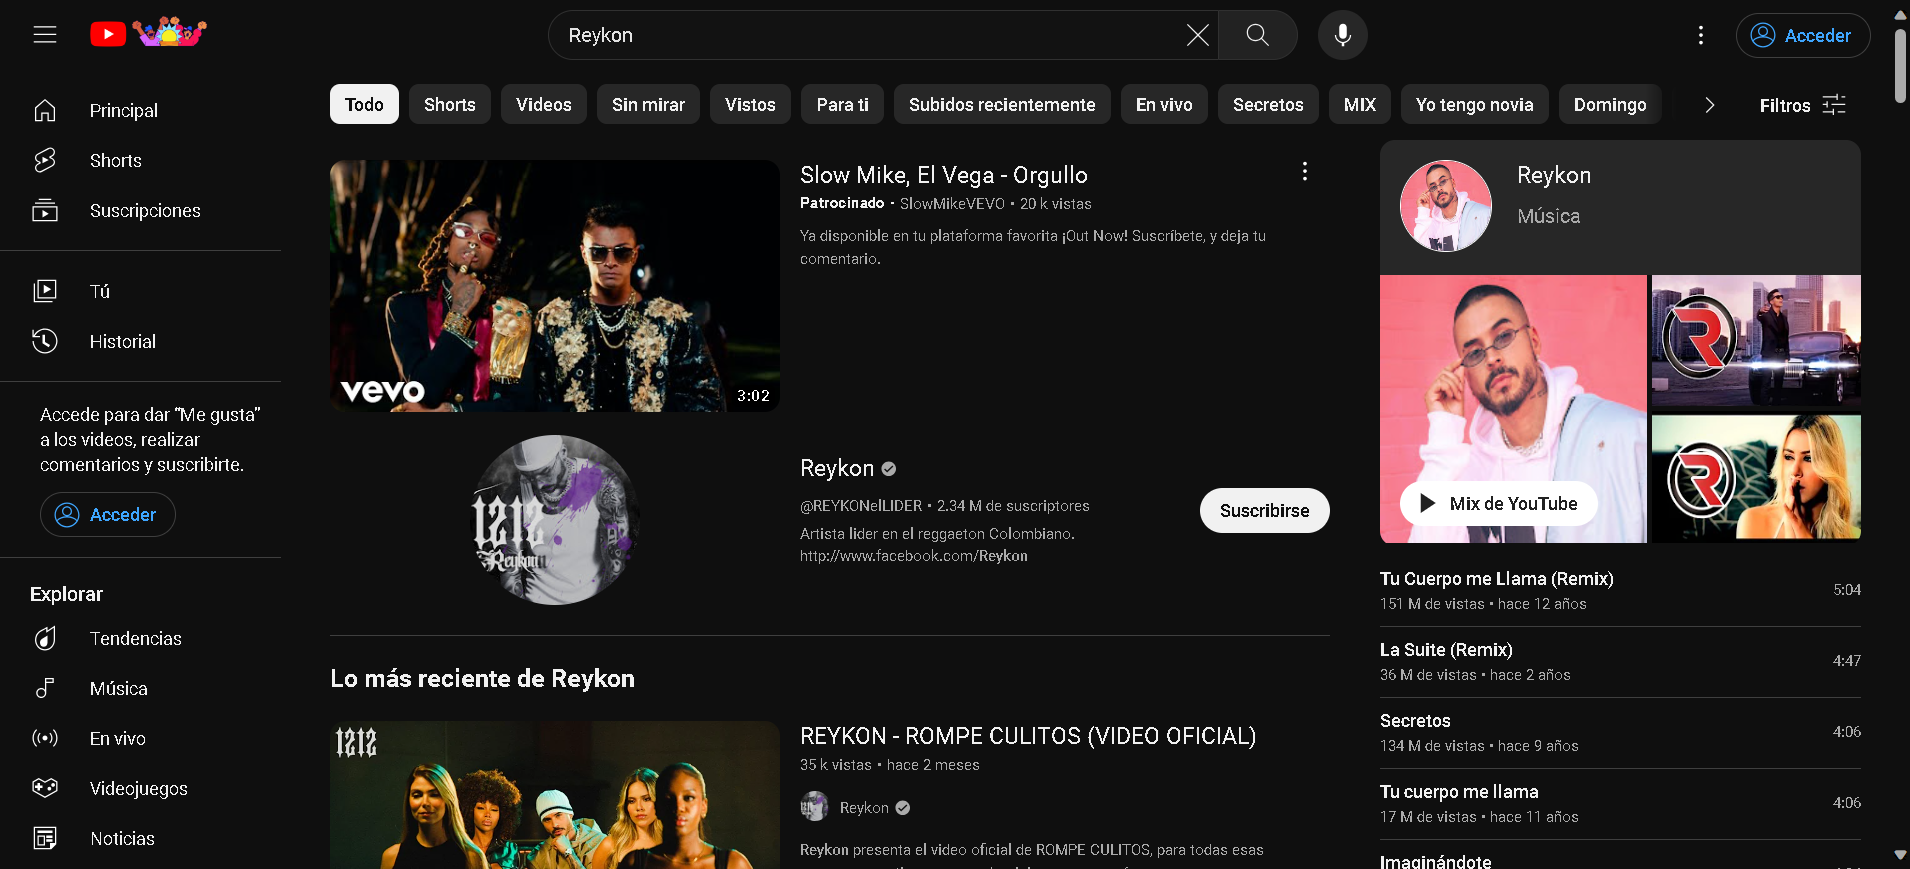 Reykon
Acceder
Principal
Shorts
Suscripciones
Tú
Historial
Accede para dar “Me gusta”
a los videos, realizar
comentarios y suscribirte.
Acceder
Explorar
Tendencias
Música
En vivo
Videojuegos
Noticias
Todo
Shorts
Videos
Sin mirar
Vistos
Para ti
Subidos recientemente
En vivo
Secretos
MIX
Yo tengo novia
Domingo
Filtros
vevo
3:02
Slow Mike, El Vega - Orgullo
Patrocinado • SlowMikeVEVO • 20 k vistas
Ya disponible en tu plataforma favorita ¡Out Now! Suscríbete, y deja tu
comentario.
1212
Reykon
Reykon
@REYKONelLIDER • 2.34 M de suscriptores
Artista lider en el reggaeton Colombiano.
http://www.facebook.com/Reykon
Suscribirse
Lo más reciente de Reykon
1212
REYKON - ROMPE CULITOS (VIDEO OFICIAL)
35 k vistas • hace 2 meses
Reykon
Reykon presenta el video oficial de ROMPE CULITOS, para todas esas
Reykon
Música
R
R
Mix de YouTube
Tu Cuerpo me Llama (Remix)
5:04
151 M de vistas • hace 12 años
La Suite (Remix)
4:47
36 M de vistas • hace 2 años
Secretos
4:06
134 M de vistas • hace 9 años
Tu cuerpo me llama
4:06
17 M de vistas • hace 11 años
Imaginándote